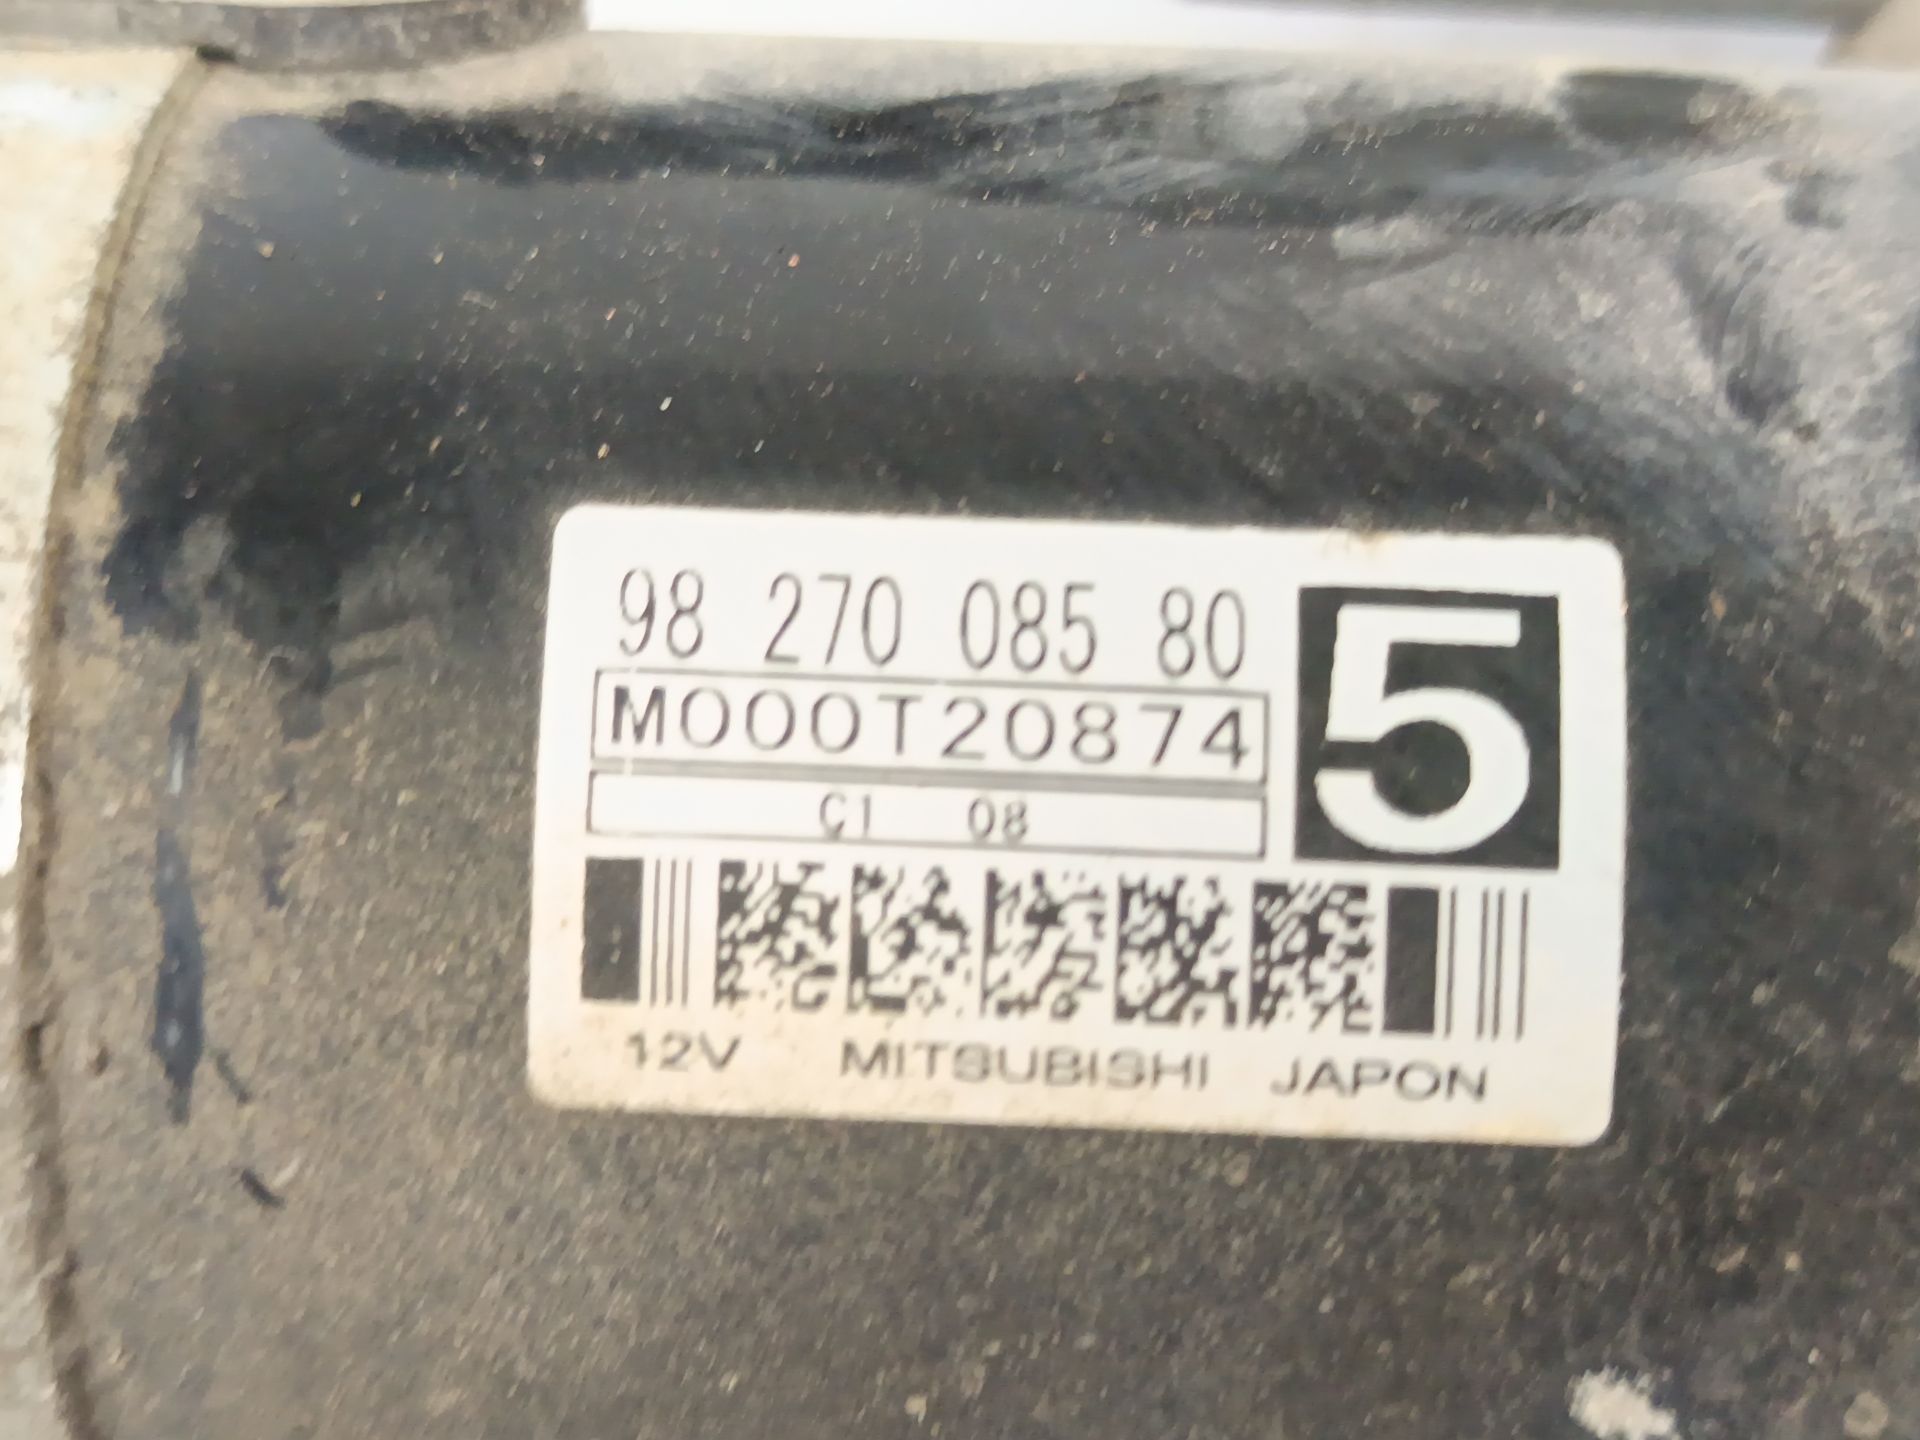 98 270 085 80
5
M000T20874
C1 08
12V MITSUBISHI JAPON